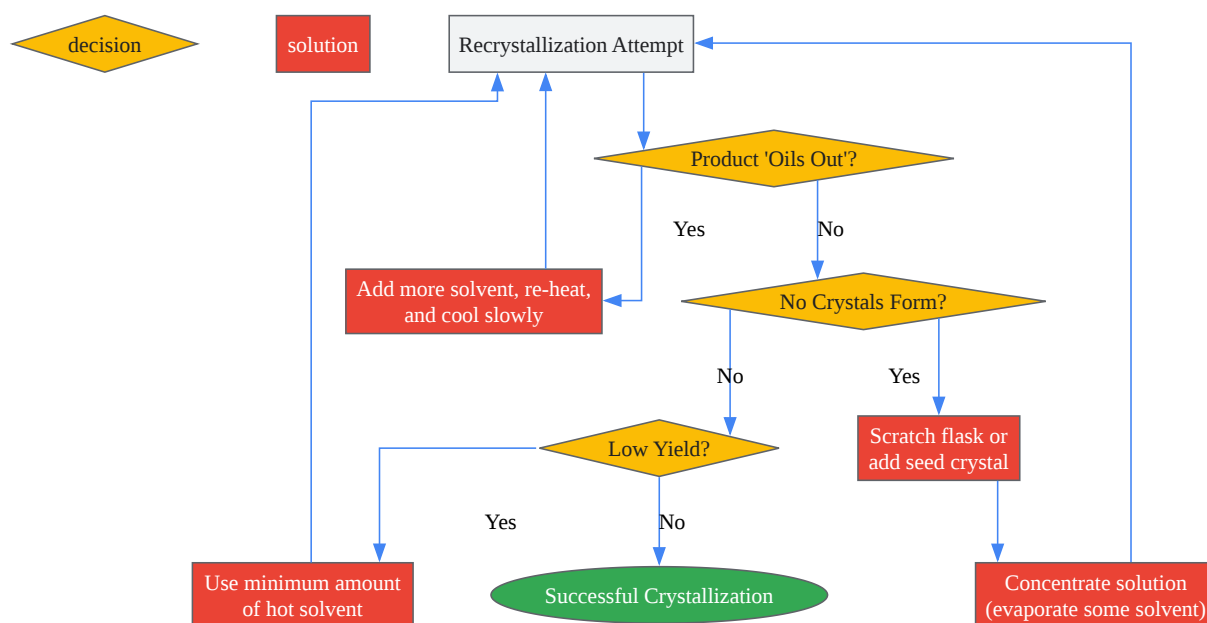 decision
solution
Recrystallization Attempt
Product 'Oils Out'?
Yes
No
Add more solvent, re-heat,
and cool slowly
No Crystals Form?
No
Yes
Low Yield?
Scratch flask or
add seed crystal
Yes
No
Use minimum amount
of hot solvent
Successful Crystallization
Concentrate solution
(evaporate some solvent)